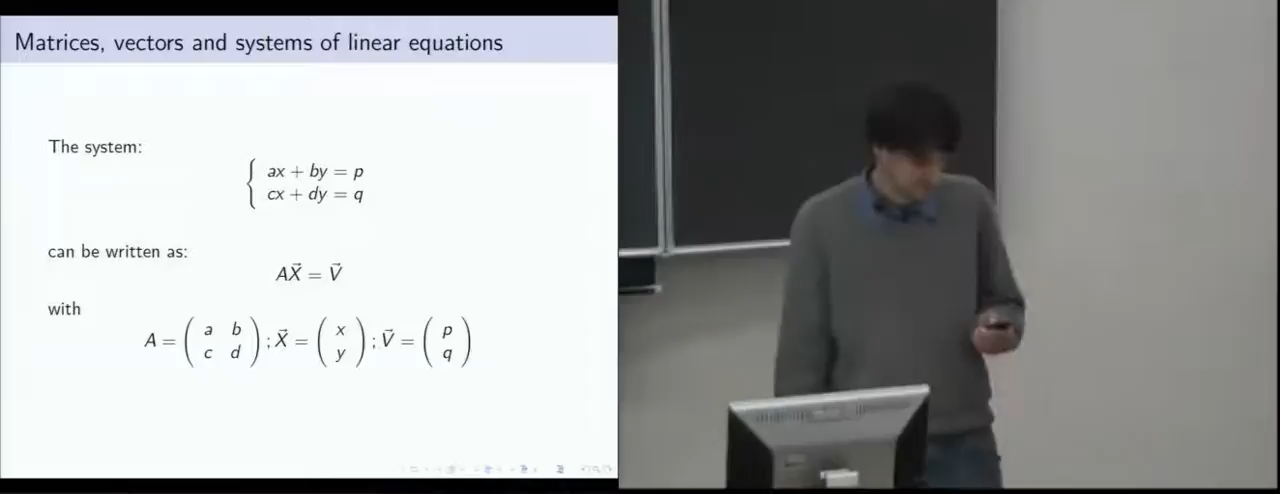 Matrices, vectors and systems of linear equations
The system:
{ ax + by = p
cx + dy = q
can be written as:
AX⃗ = V⃗
with
A = ( a b
c d ) ; X⃗ = ( x
y ) ; V⃗ = ( p
q )